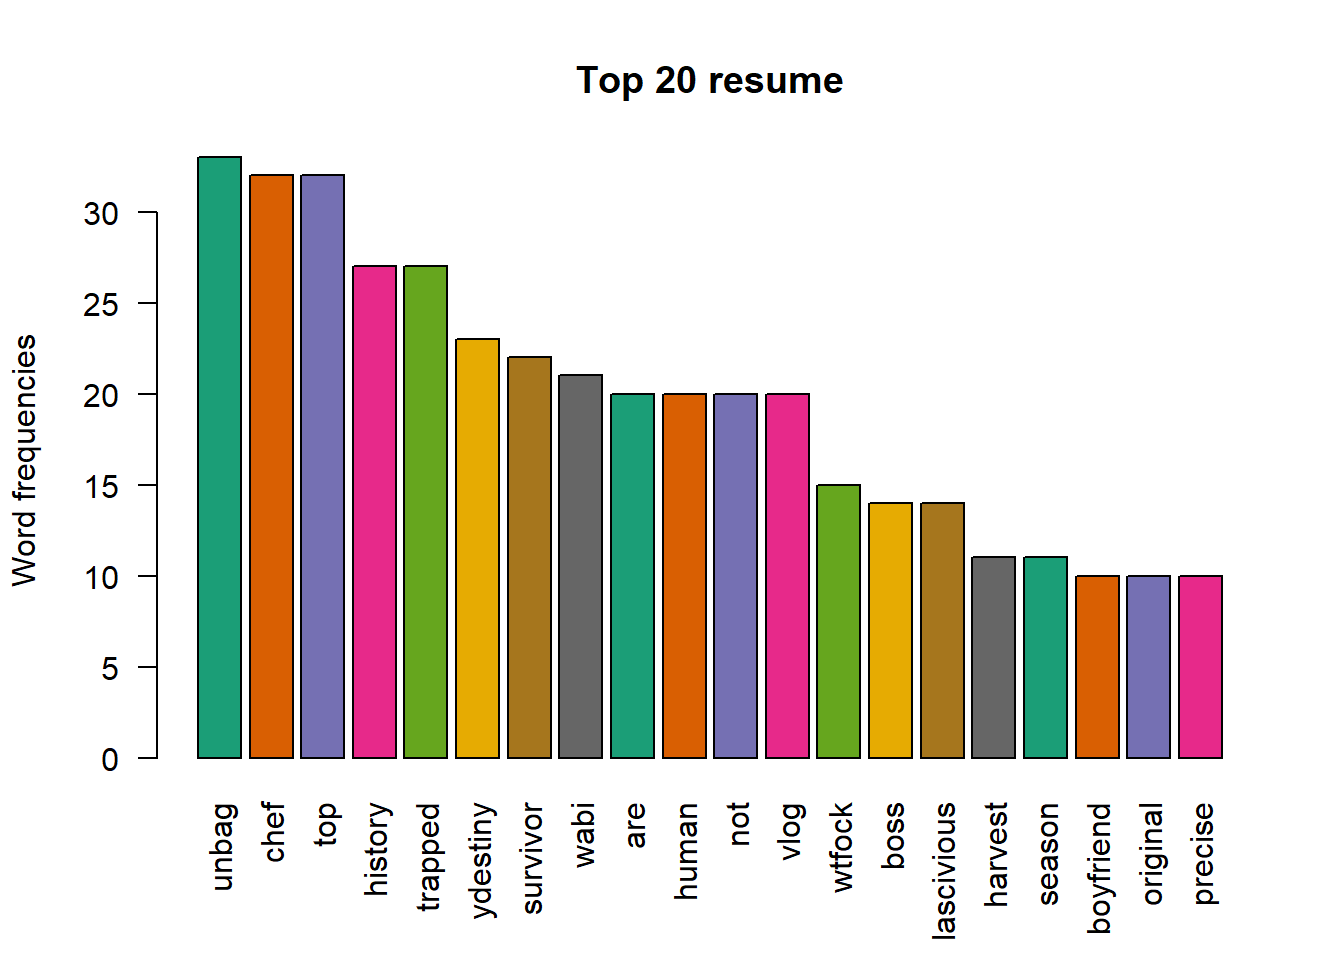 Top 20 resume
Word frequencies
30
25
20
15
10
5
0
unbag
chef
top
history
trapped
ydestiny
survivor
wabi
are
human
not
vlog
wtfock
boss
lascivious
harvest
season
boyfriend
original
precise